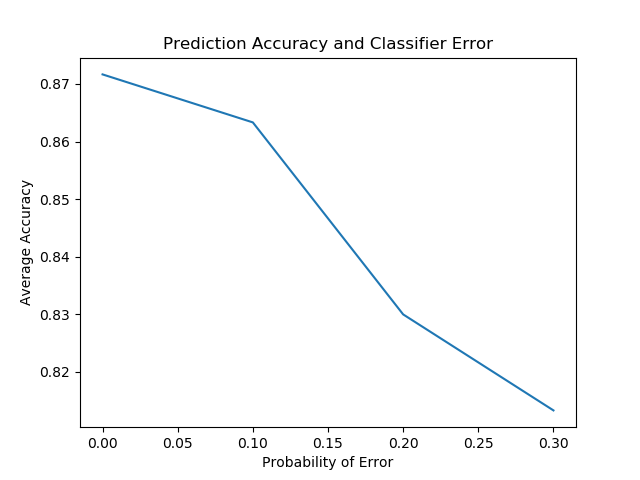 Prediction Accuracy and Classifier Error
0.87
0.86
0.85
0.84
0.83
0.82
Average Accuracy
0.00 0.05 0.10 0.15 0.20 0.25 0.30
Probability of Error